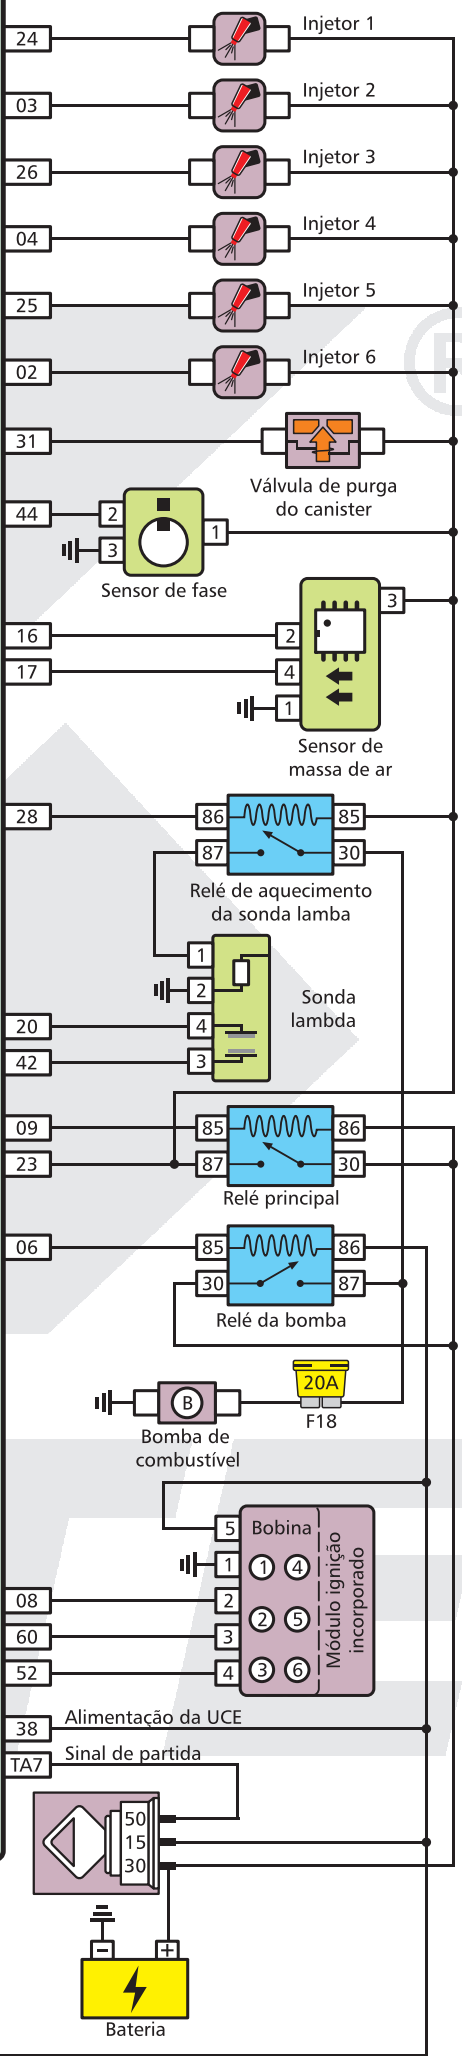 24
Injetor 1
03
Injetor 2
26
Injetor 3
04
Injetor 4
25
Injetor 5
02
Injetor 6
31
Válvula de purga
do canister
44
2
1
3
Sensor de fase
3
16
2
17
4
1
Sensor de
massa de ar
28
86
85
87
30
Relé de aquecimento
da sonda lamba
1
2
Sonda
lambda
20
4
42
3
09
85
86
23
87
30
Relé principal
06
85
86
30
87
Relé da bomba
20A
F18
B
Bomba de
combustível
5
Bobina
Módulo ignição
incorporado
1
1 4
08
2
2 5
60
3
52
4
3 6
38
Alimentação da UCE
TA7
Sinal de partida
50
15
30
− +
Bateria